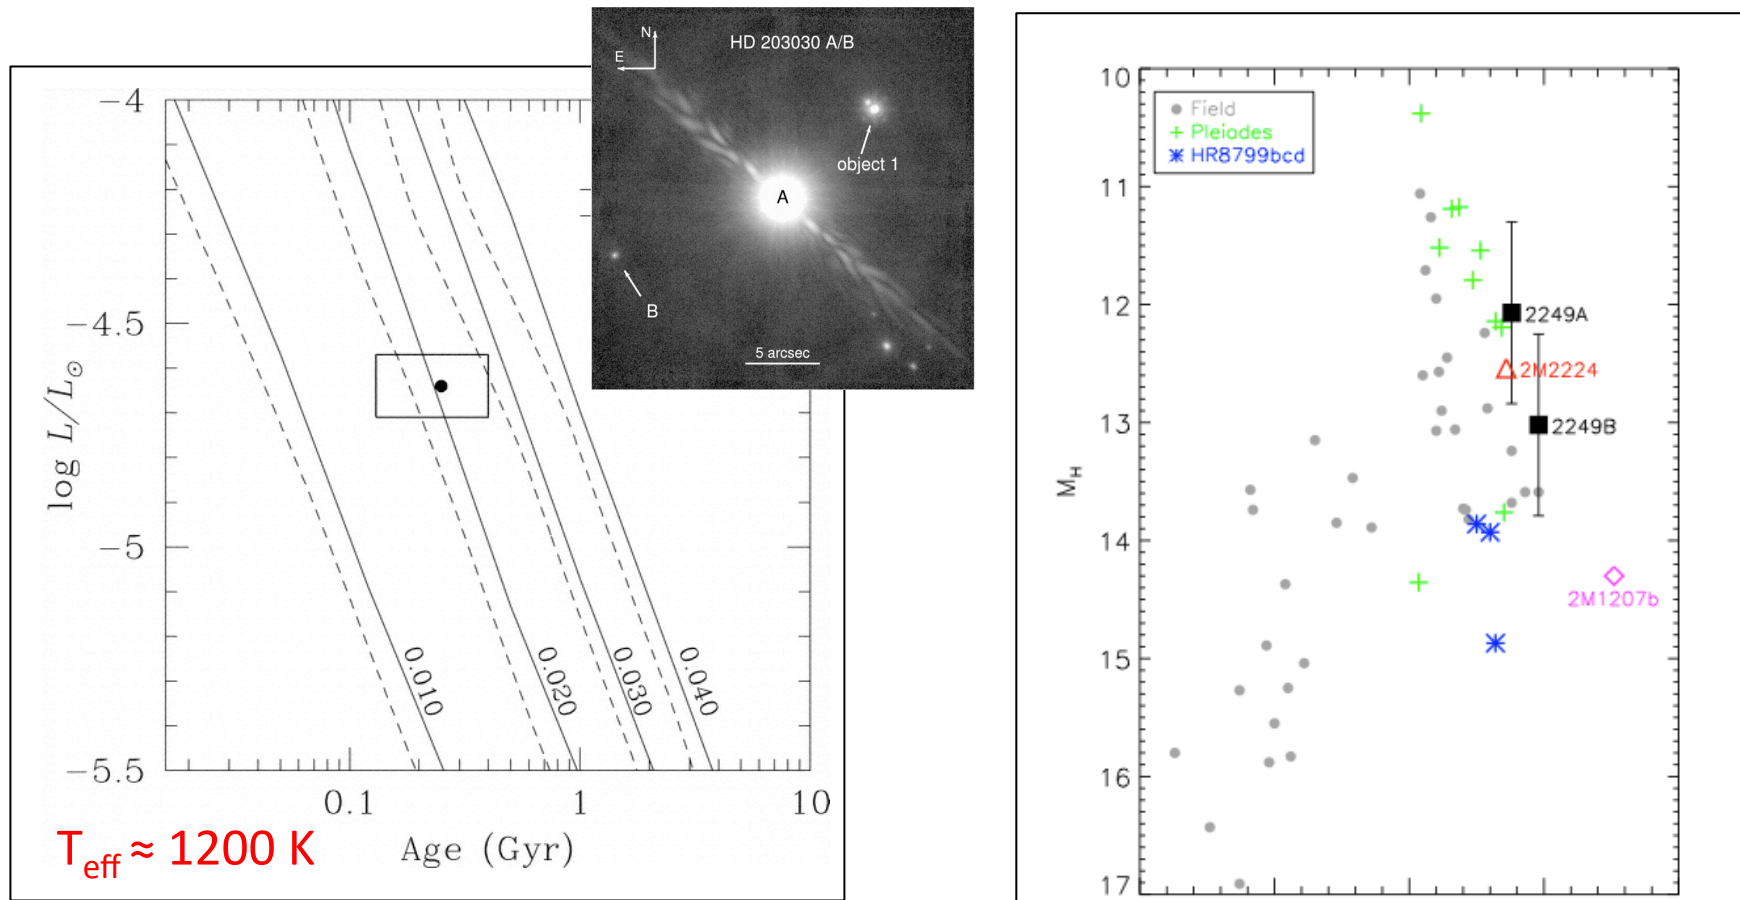 −4
−4.5
−5
−5.5
log L/L⊙
0.1
1
10
Age (Gyr)
0.010
0.020
0.030
0.040
Teff ≈ 1200 K
N
E
HD 203030 A/B
object 1
A
B
5 arcsec
10
11
12
13
14
15
16
17
MH
Field
Pleiades
HR8799bcd
2249A
2M2224
2249B
2M1207b